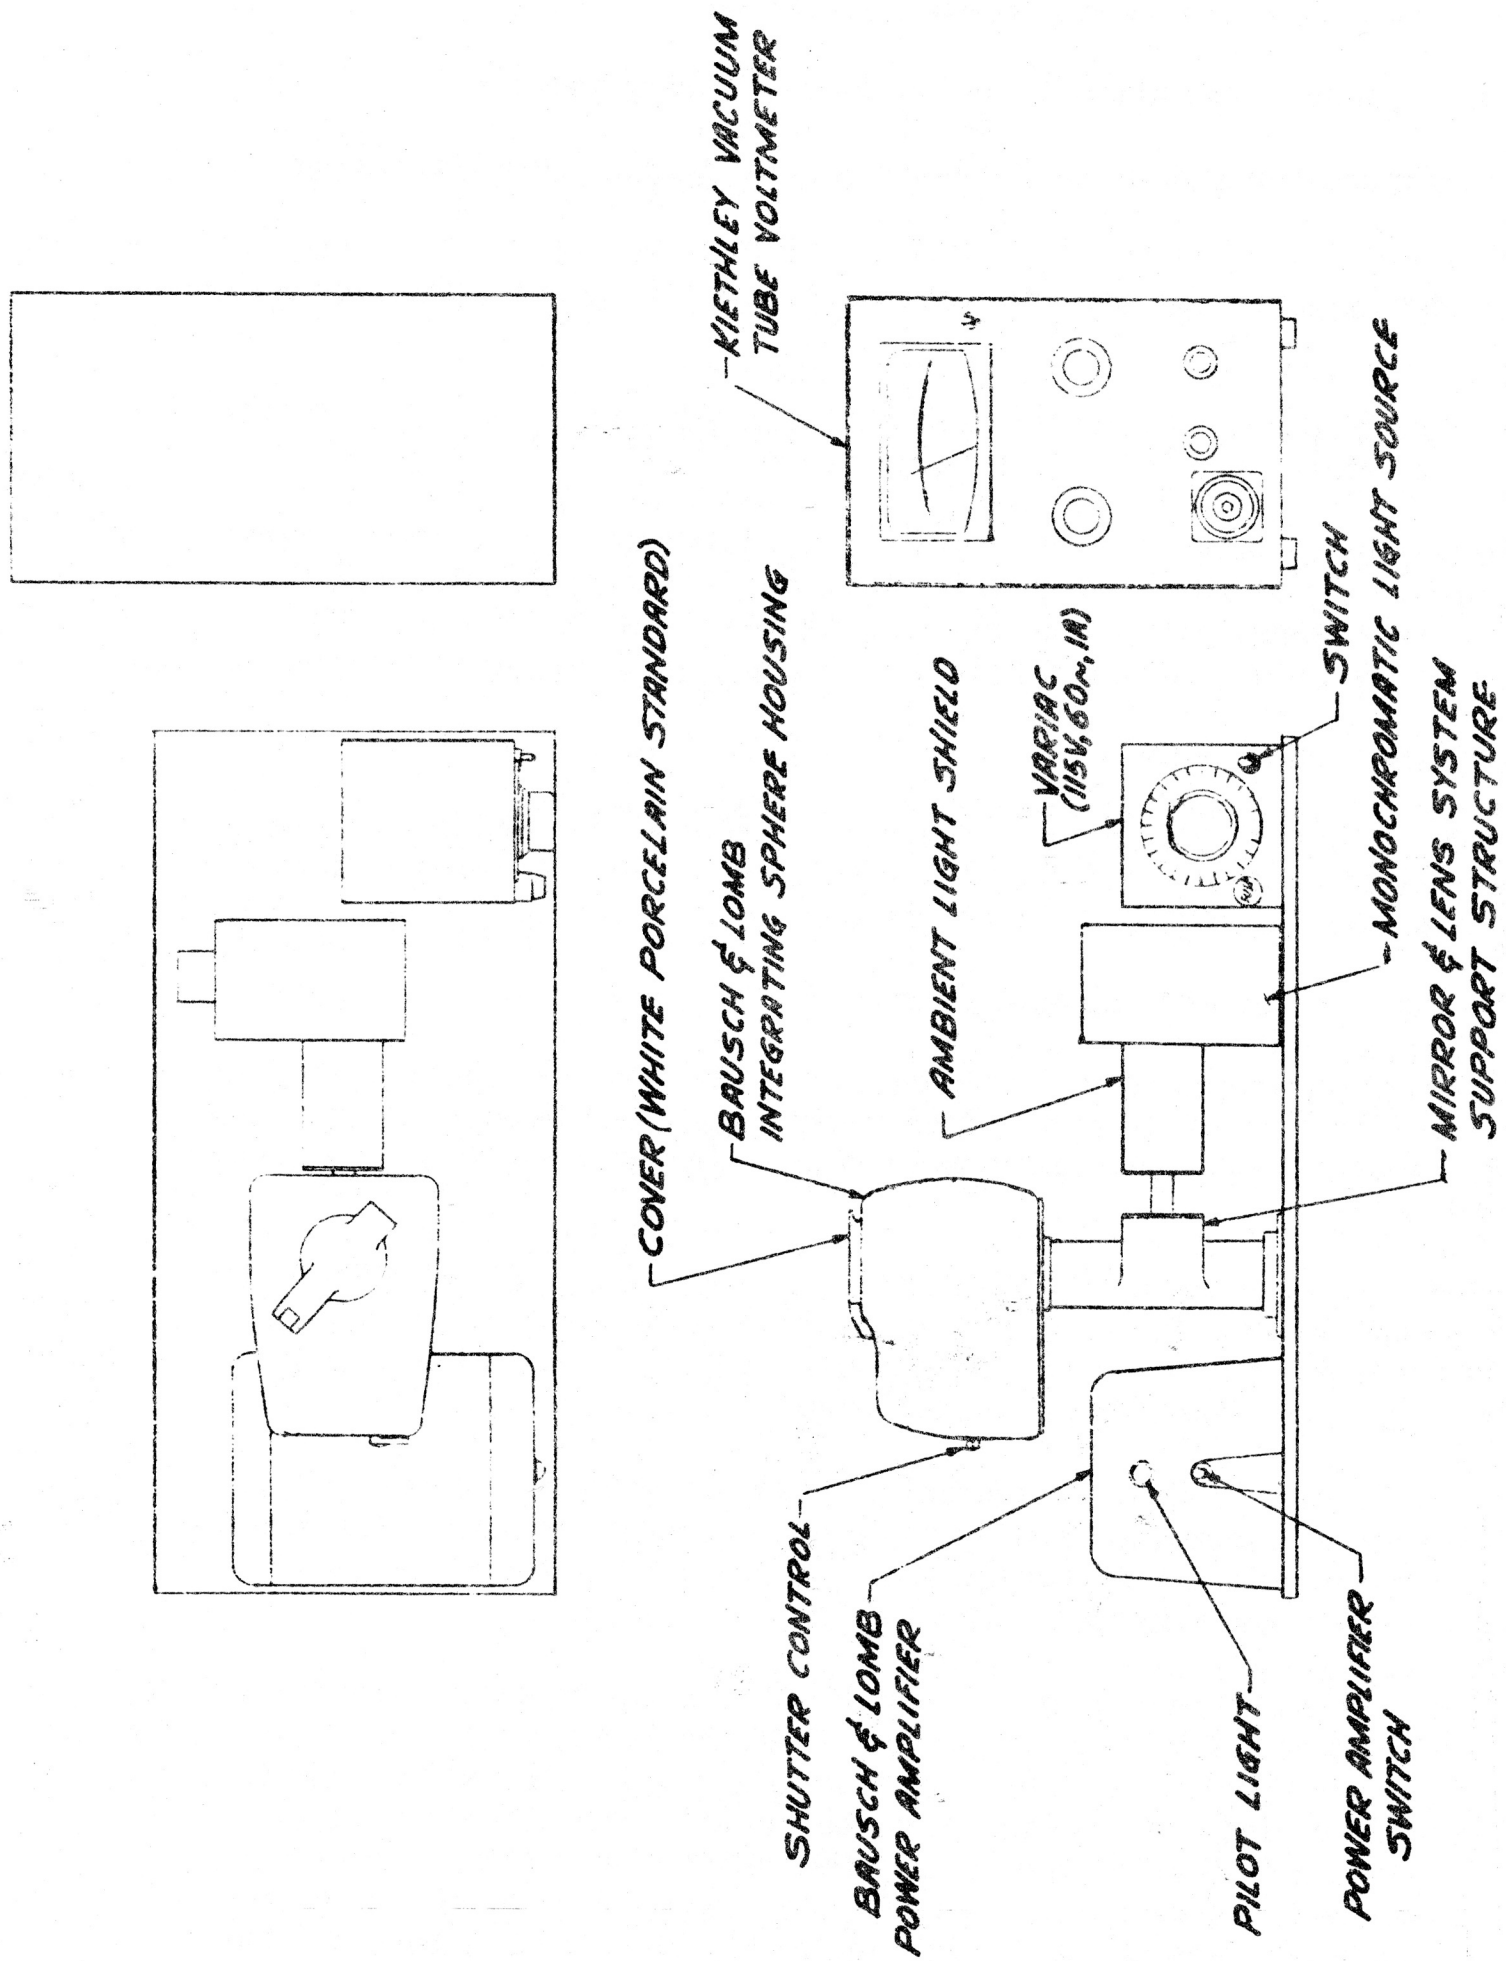 COVER (WHITE PORCELAIN STANDARD)
BAUSCH & LOMB
INTEGRATING SPHERE HOUSING
KIETHLEY VACUUM
TUBE VOLTMETER
SHUTTER CONTROL
BAUSCH & LOMB
POWER AMPLIFIER
AMBIENT LIGHT SHIELD
VARIAC
(115V, 60~, 1A)
PILOT LIGHT
SWITCH
POWER AMPLIFIER
SWITCH
MONOCHROMATIC LIGHT SOURCE
MIRROR & LENS SYSTEM
SUPPORT STRUCTURE